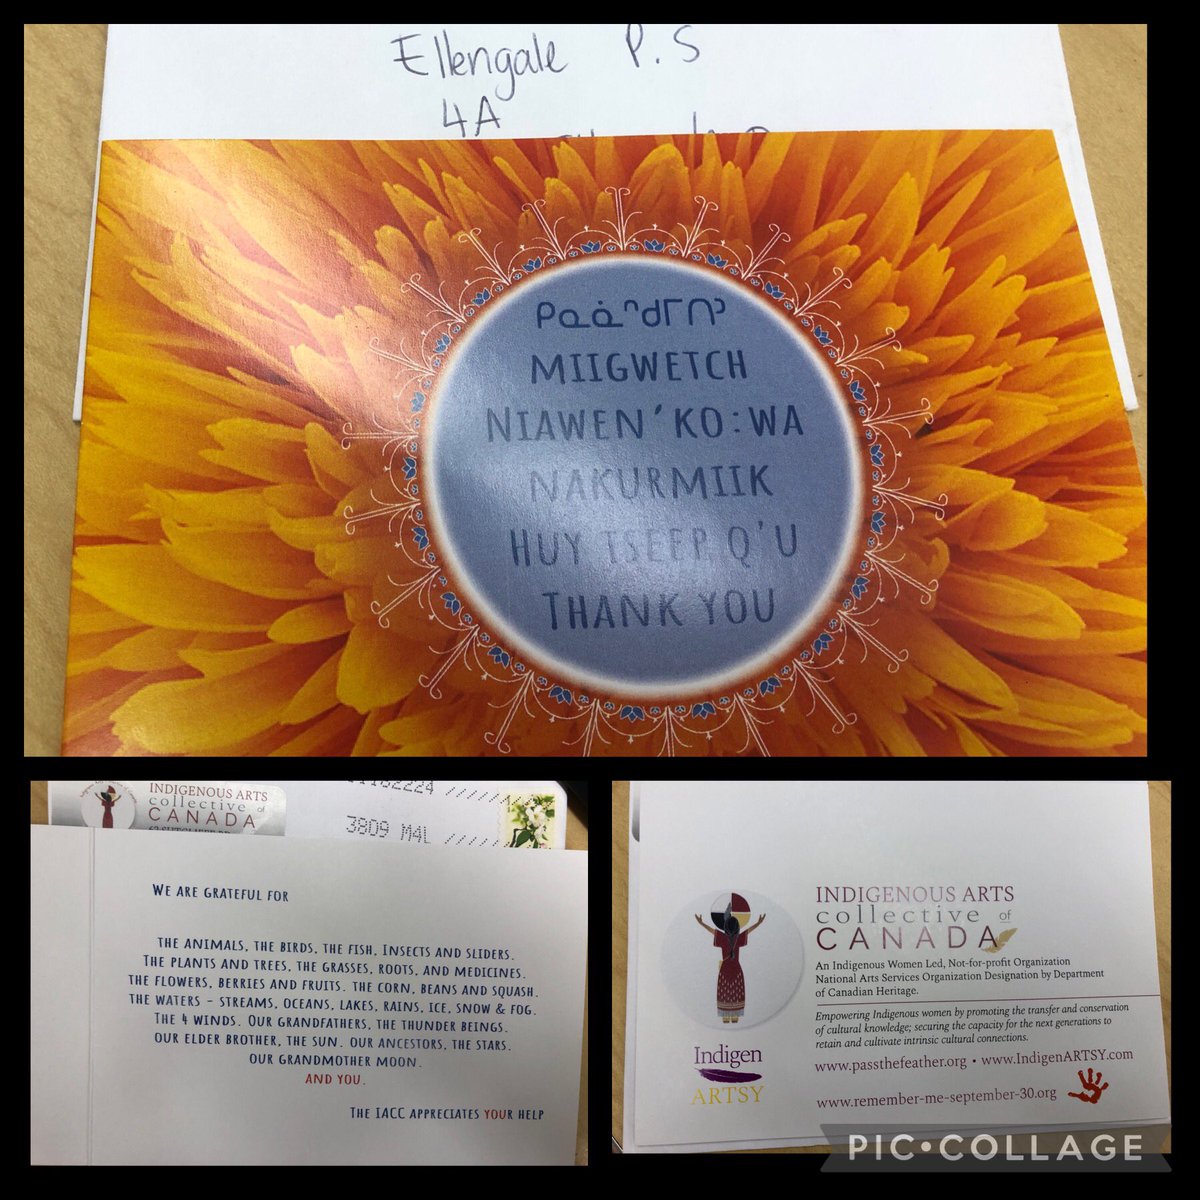 Ellengale P.S
4A
ᑭᓇᓈᐢᑯᒥᑎᐣ
MIIGWETCH
NIAWEN'KO:WA
NAKURMIIK
HUY TSEEP Q'U
THANK YOU
INDIGENOUS ARTS
collective of
CANADA
3809 M4L //////
WE ARE GRATEFUL FOR
THE ANIMALS, THE BIRDS, THE FISH, INSECTS AND SLIDERS.
THE PLANTS AND TREES, THE GRASSES, ROOTS, AND MEDICINES.
THE FLOWERS, BERRIES AND FRUITS. THE CORN, BEANS AND SQUASH.
THE WATERS – STREAMS, OCEANS, LAKES, RAINS, ICE, SNOW & FOG.
THE 4 WINDS. OUR GRANDFATHERS, THE THUNDER BEINGS.
OUR ELDER BROTHER, THE SUN. OUR ANCESTORS, THE STARS.
OUR GRANDMOTHER MOON.
AND YOU.
THE IACC APPRECIATES YOUR HELP
INDIGENOUS ARTS
collective of
CANADA
An Indigenous Women Led, Not-for-profit Organization
National Arts Services Organization Designation by Department
of Canadian Heritage.
Empowering Indigenous women by promoting the transfer and conservation
of cultural knowledge; securing the capacity for the next generations to
retain and cultivate intrinsic cultural connections.
Indigen
ARTSY
www.passthefeather.org • www.IndigenARTSY.com
www.remember-me-september-30.org
PIC•COLLAGE